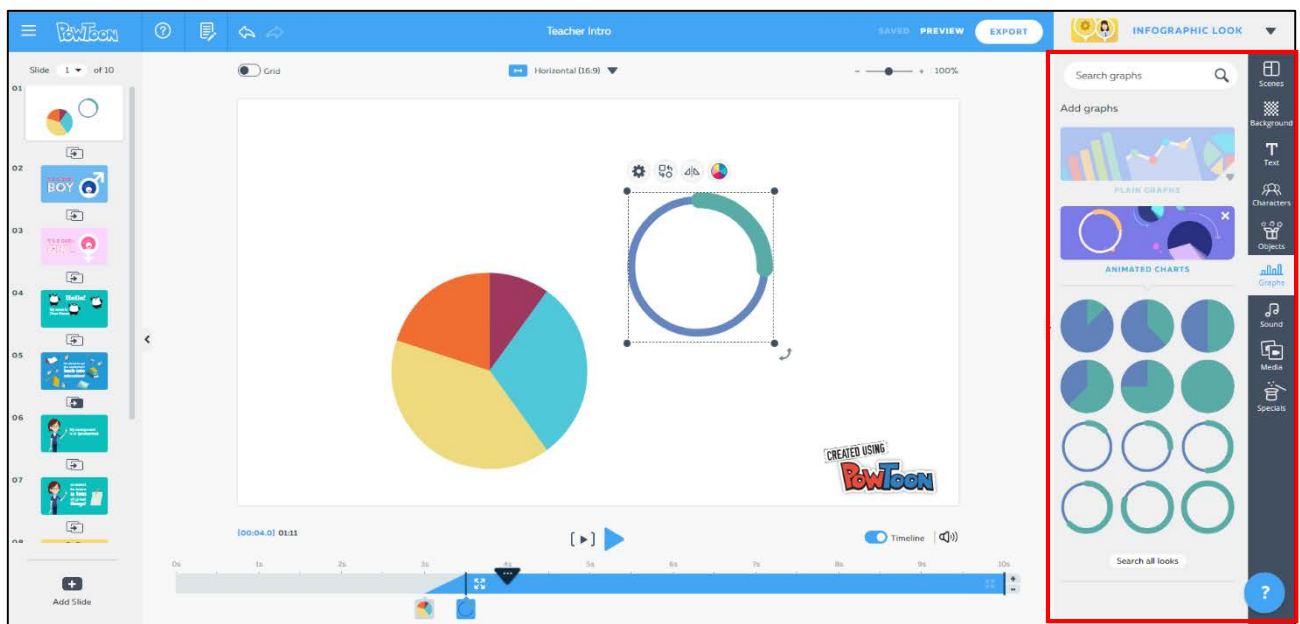 POWTOON
Teacher Intro
SAVED PREVIEW EXPORT
INFOGRAPHIC LOOK
Slide 1 of 10
Grid
Horizontal (16:9)
- + 100%
Search graphs
Add graphs
PLAIN GRAPHS
ANIMATED CHARTS
Search all looks
Scenes
Background
Text
Characters
Objects
Graphs
Sound
Media
Specials
01
02
BOY
03
04
Hello!
05
06
07
Add Slide
CREATED USING
POWTOON
[00:04.0] 01:11
Timeline
0s 1s 2s 3s 4s 5s 6s 7s 8s 9s 10s
+
-
?